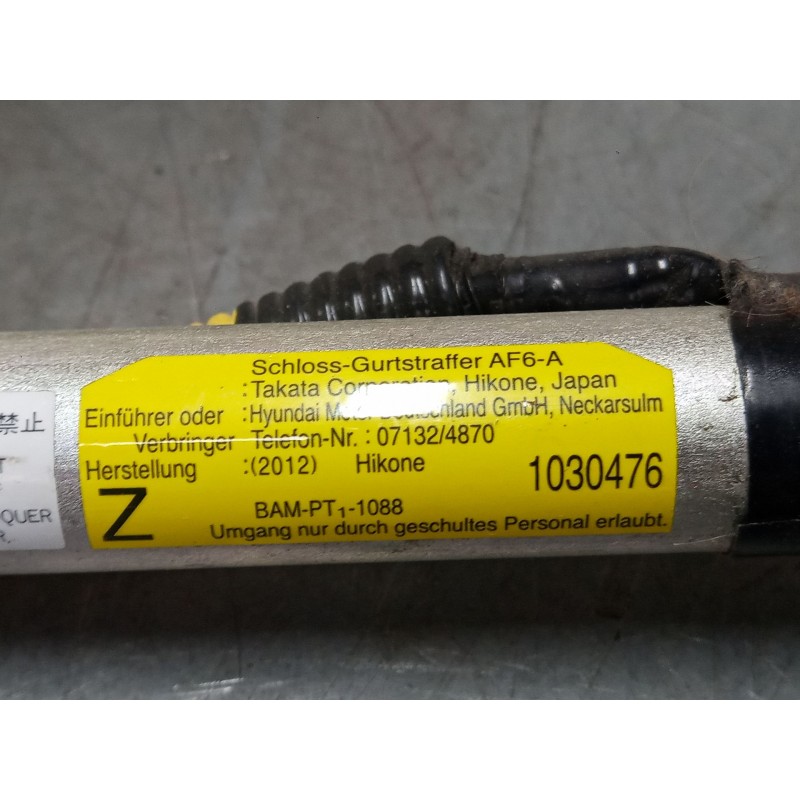 禁止
T
QUER
R.
Schloss-Gurtstraffer AF6-A
:Takata Corporation, Hikone, Japan
Einführer oder :Hyundai Motor Deutschland GmbH, Neckarsulm
Verbringer Telefon-Nr. : 07132/4870
Herstellung :(2012) Hikone
1030476
Z
BAM-PT1-1088
Umgang nur durch geschultes Personal erlaubt.